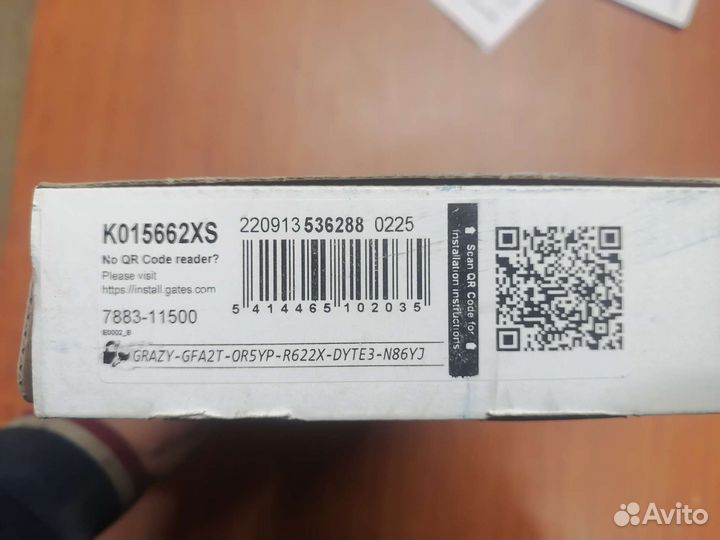 K015662XS
220913 536288 0225
No QR Code reader?
Please visit
https://install.gates.com
7883-11500
E0002_B
5 414465 102035
Scan QR Code for
installation instructions
GRAZY-GFA2T-0R5YP-R622X-DYTE3-N86YJ
Avito